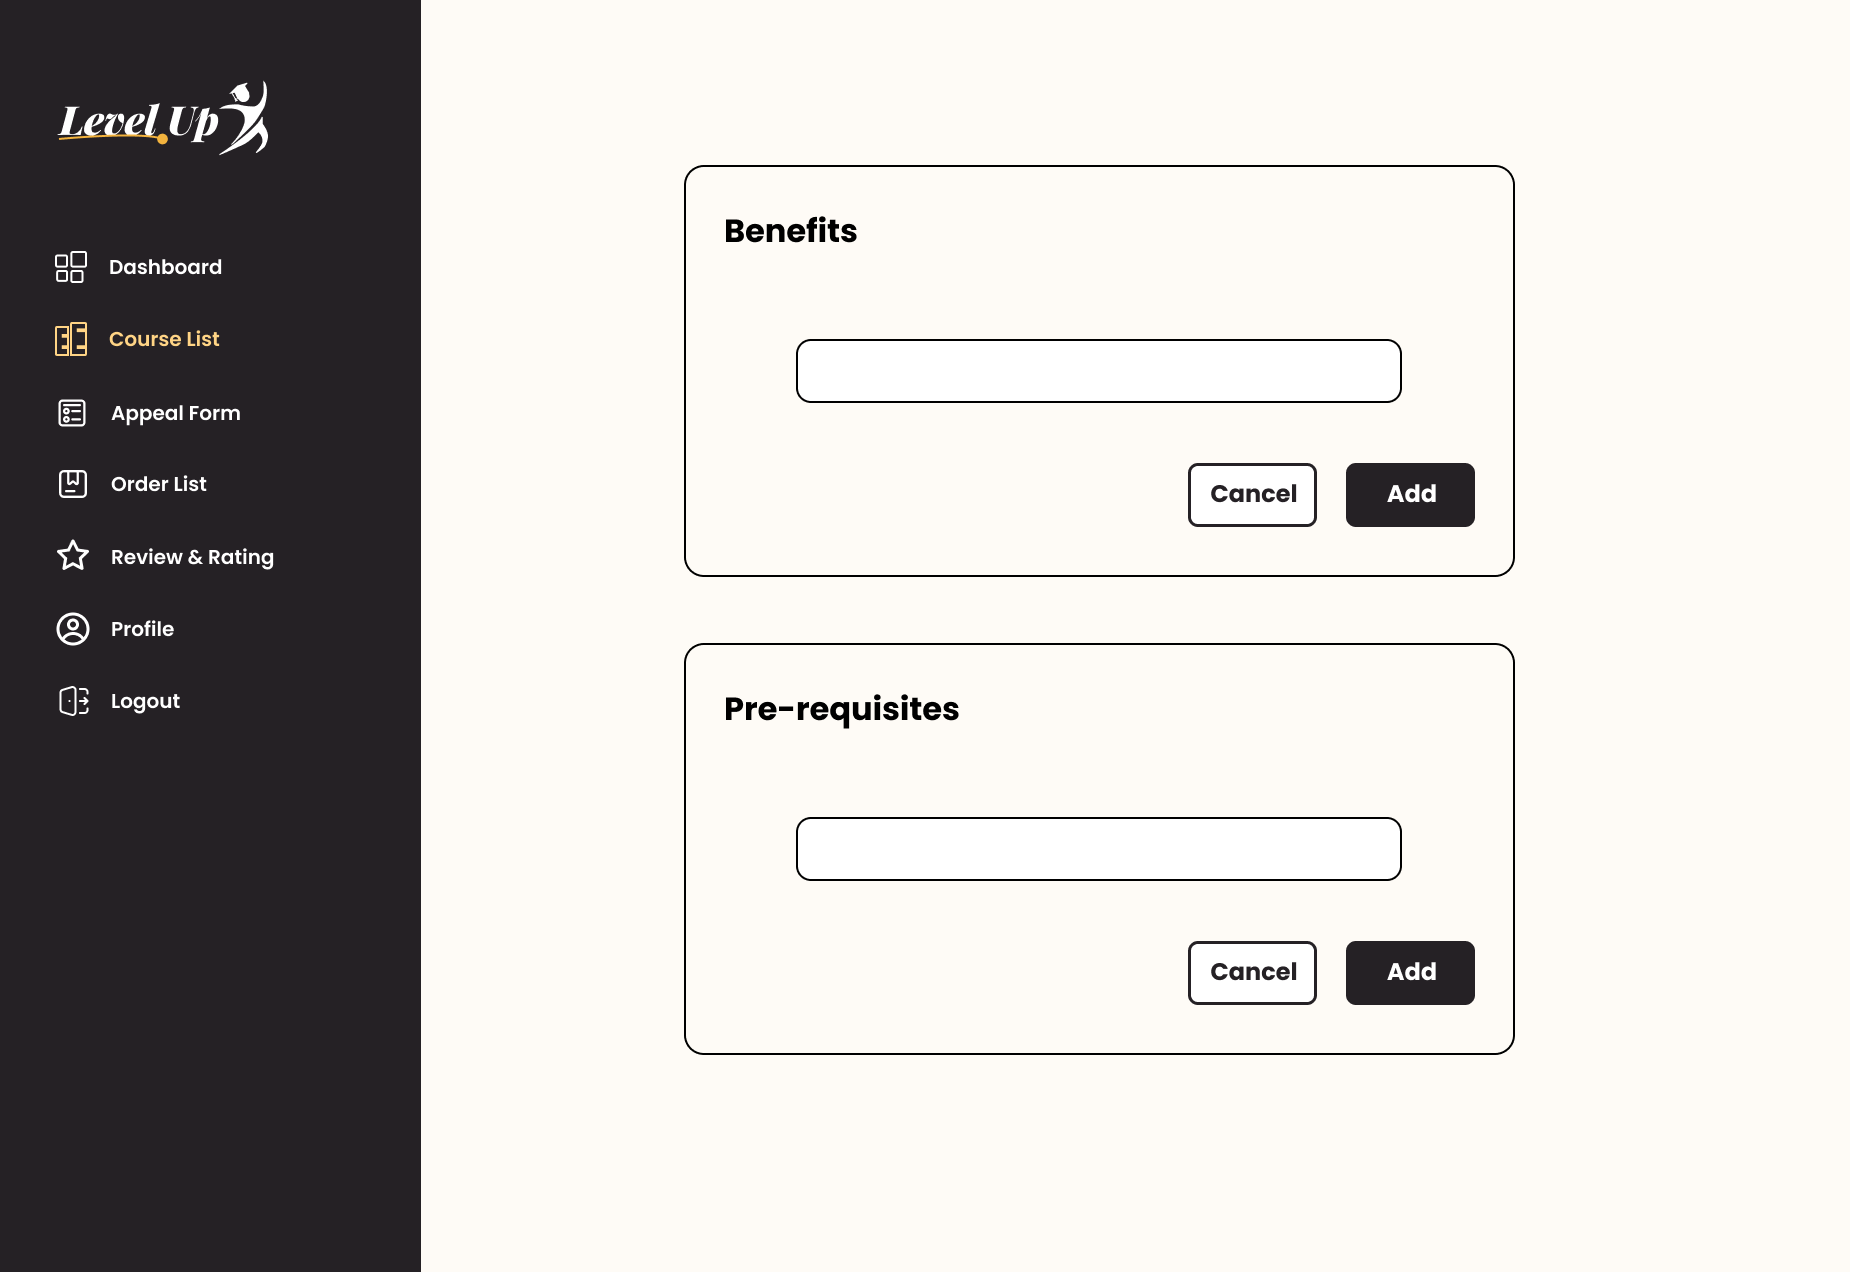 Level Up
Dashboard
Course List
Appeal Form
Order List
Review & Rating
Profile
Logout
Benefits
Cancel
Add
Pre-requisites
Cancel
Add